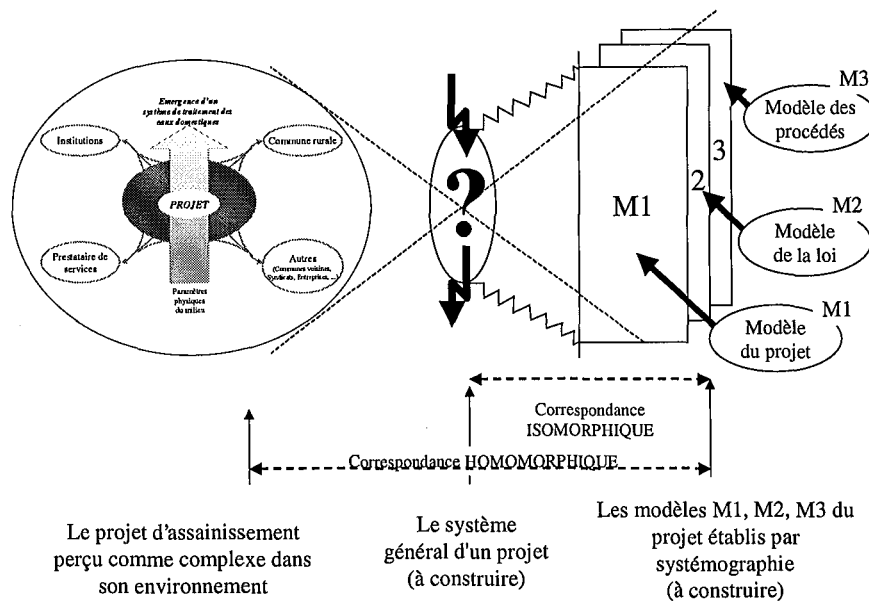 Emergence d'un
système de traitement des
eaux domestiques
Institutions
Commune rurale
PROJET
Prestataire de
services
Autres
(Communes voisines,
Syndicats, Entreprises, ...)
Paramètres
physiques
du milieu
?
M1
2
3
M3
Modèle des
procédés
M2
Modèle
de la loi
M1
Modèle
du projet
Correspondance
ISOMORPHIQUE
Correspondance HOMOMORPHIQUE
Le projet d'assainissement
perçu comme complexe dans
son environnement
Le système
général d'un projet
(à construire)
Les modèles M1, M2, M3 du
projet établis par
systémographie
(à construire)